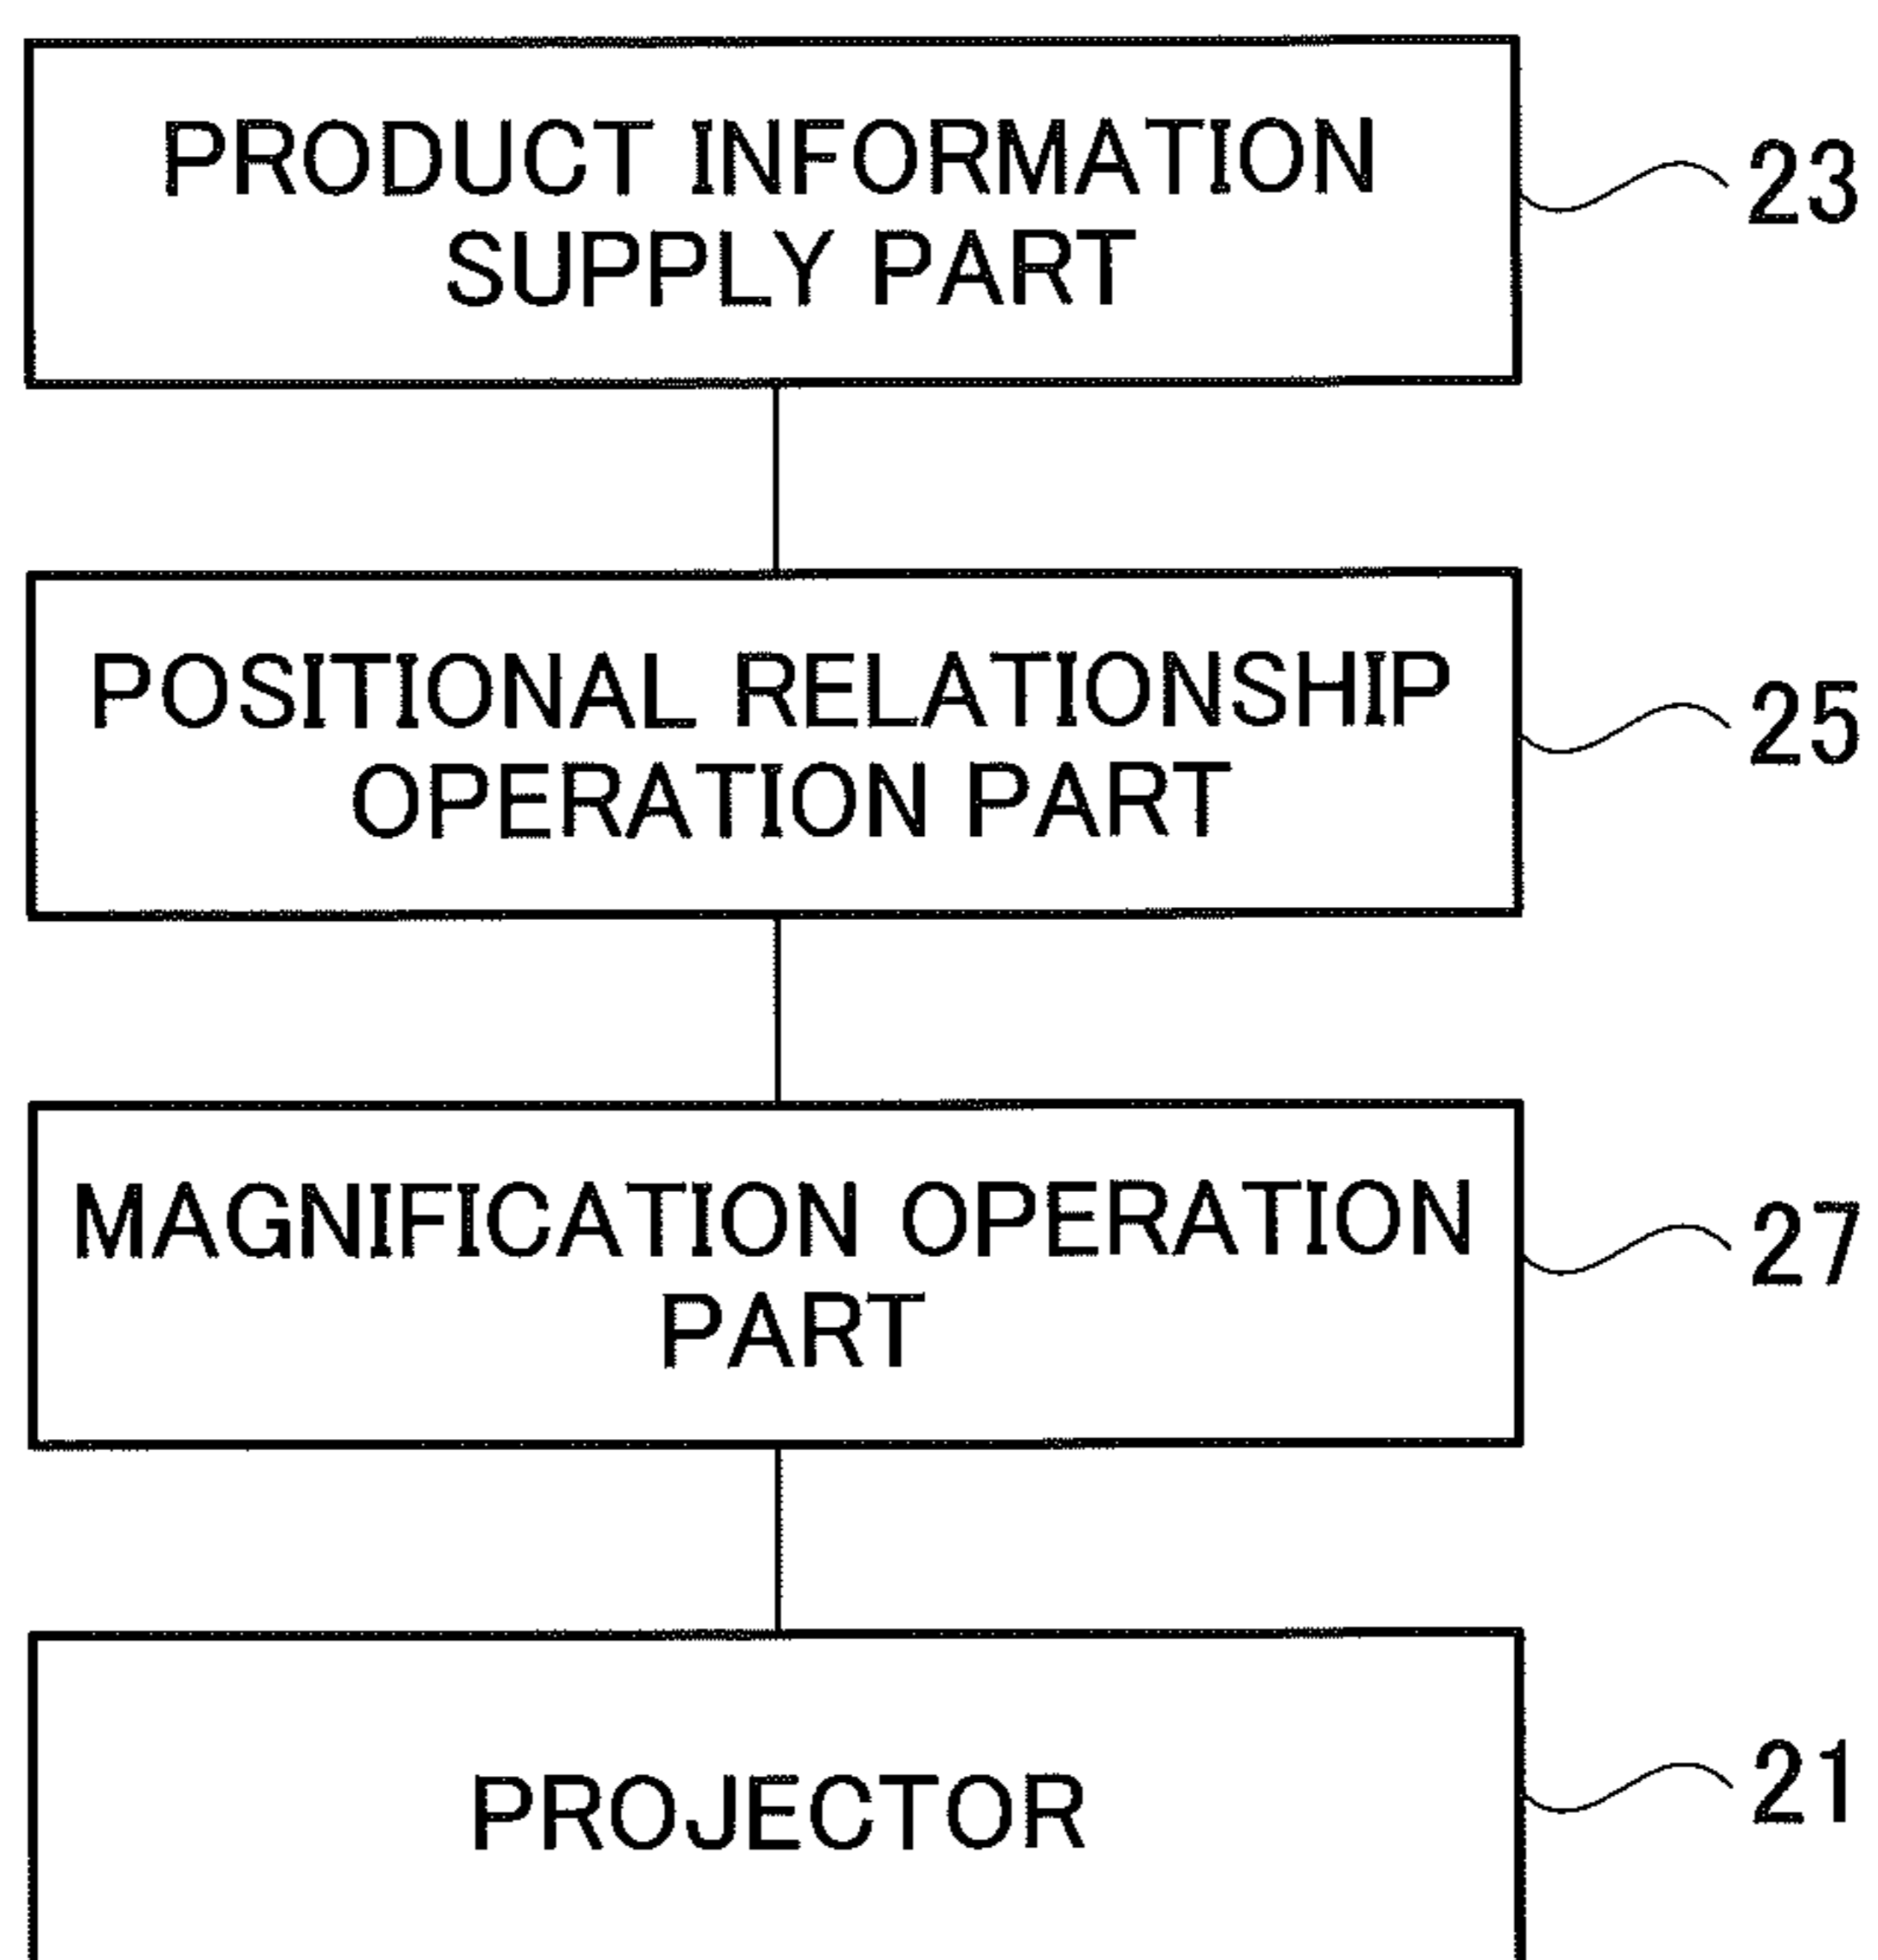 PRODUCT INFORMATION
SUPPLY PART
23
POSITIONAL RELATIONSHIP
OPERATION PART
25
MAGNIFICATION OPERATION
PART
27
PROJECTOR
21